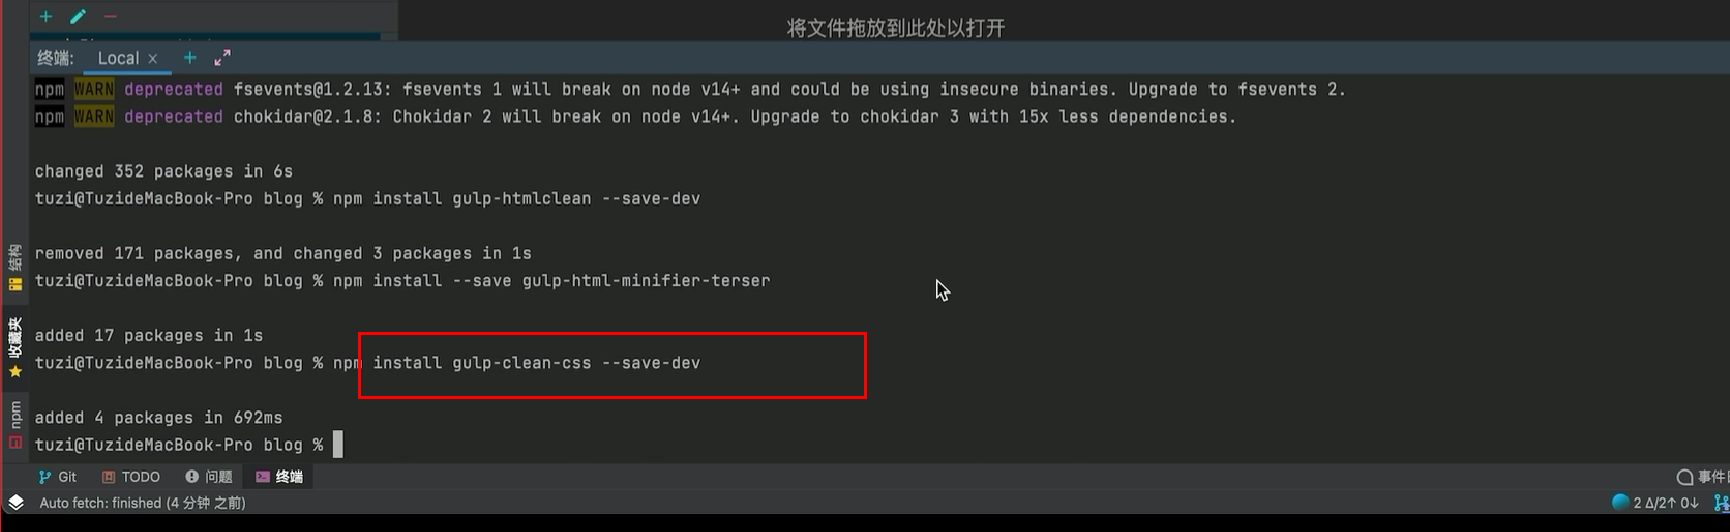 将文件拖放到此处以打开
终端: Local × +
npm WARN deprecated fsevents@1.2.13: fsevents 1 will break on node v14+ and could be using insecure binaries. Upgrade to fsevents 2.
npm WARN deprecated chokidar@2.1.8: Chokidar 2 will break on node v14+. Upgrade to chokidar 3 with 15x less dependencies.
changed 352 packages in 6s
tuzi@TuzideMacBook-Pro blog % npm install gulp-htmlclean --save-dev
removed 171 packages, and changed 3 packages in 1s
tuzi@TuzideMacBook-Pro blog % npm install --save gulp-html-minifier-terser
added 17 packages in 1s
tuzi@TuzideMacBook-Pro blog % npm install gulp-clean-css --save-dev
added 4 packages in 692ms
tuzi@TuzideMacBook-Pro blog %
结构
收藏夹
npm
Git TODO 问题 终端
事件
Auto fetch: finished (4 分钟 之前)
2 Δ/2↑ 0↓